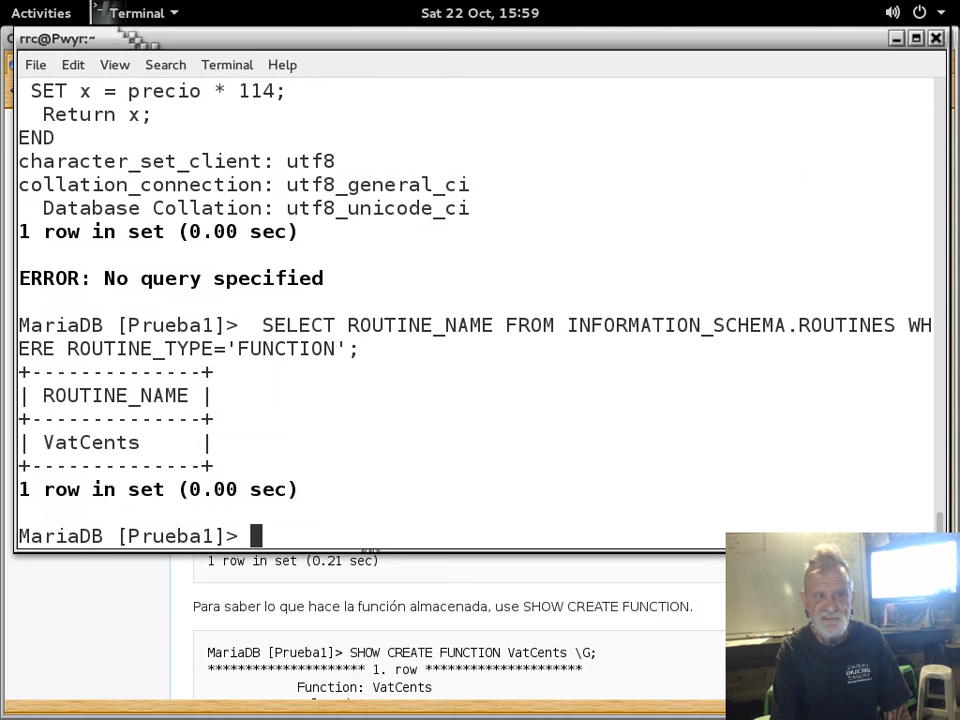 Activities Terminal Sat 22 Oct, 15:59
rrc@Pwyr:~
File Edit View Search Terminal Help
SET x = precio * 114;
Return x;
END
character_set_client: utf8
collation_connection: utf8_general_ci
Database Collation: utf8_unicode_ci
1 row in set (0.00 sec)
ERROR: No query specified
MariaDB [Prueba1]> SELECT ROUTINE_NAME FROM INFORMATION_SCHEMA.ROUTINES WH
ERE ROUTINE_TYPE='FUNCTION';
+--------------+
| ROUTINE_NAME |
+--------------+
| VatCents |
+--------------+
1 row in set (0.00 sec)
MariaDB [Prueba1]>
1 row in set (0.21 sec)
Para saber lo que hace la función almacenada, use SHOW CREATE FUNCTION.
MariaDB [Prueba1]> SHOW CREATE FUNCTION VatCents \G;
********************* 1. row *********************
Function: VatCents